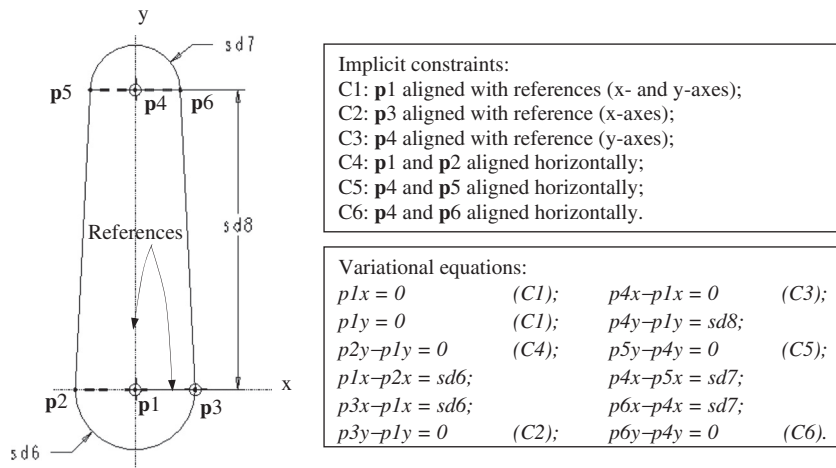 y
sd7
p5
p4
p6
sd8
References
x
p2
p1
p3
sd6
Implicit constraints:
C1: p1 aligned with references (x- and y-axes);
C2: p3 aligned with reference (x-axes);
C3: p4 aligned with reference (y-axes);
C4: p1 and p2 aligned horizontally;
C5: p4 and p5 aligned horizontally;
C6: p4 and p6 aligned horizontally.
Variational equations:
p1x = 0 (C1); p4x−p1x = 0 (C3);
p1y = 0 (C1); p4y−p1y = sd8;
p2y−p1y = 0 (C4); p5y−p4y = 0 (C5);
p1x−p2x = sd6; p4x−p5x = sd7;
p3x−p1x = sd6; p6x−p4x = sd7;
p3y−p1y = 0 (C2); p6y−p4y = 0 (C6).